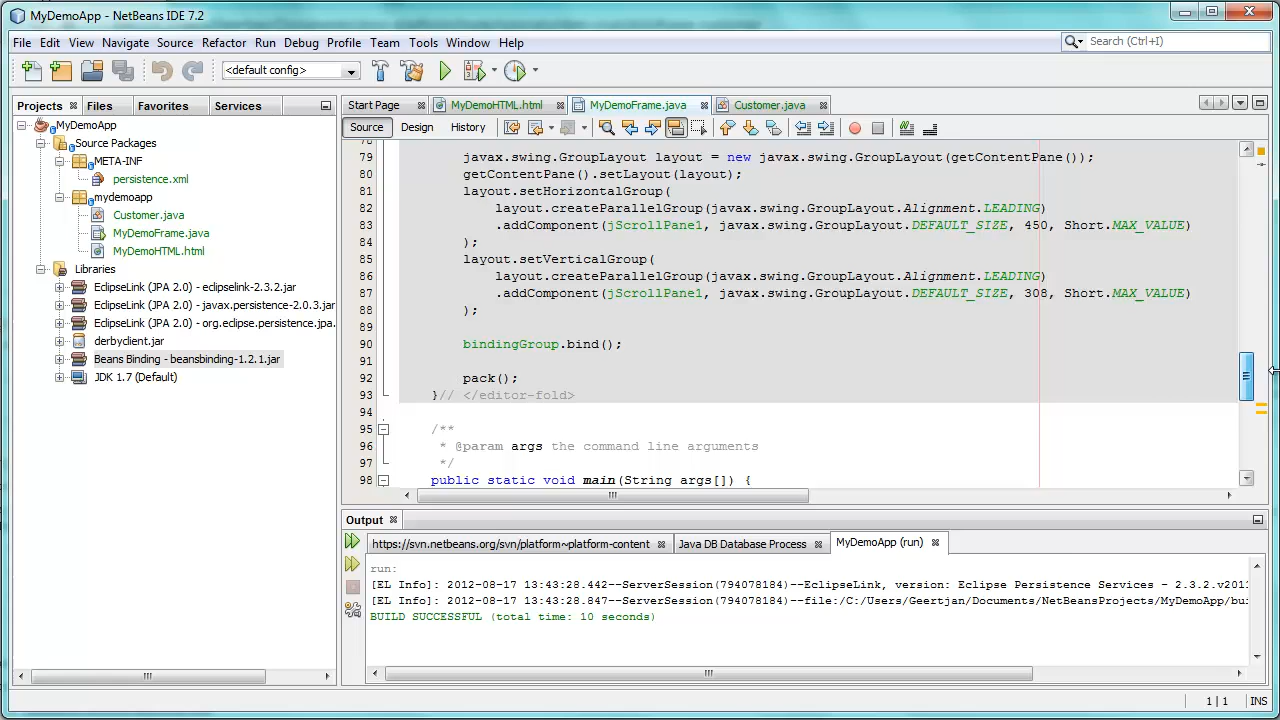 MyDemoApp - NetBeans IDE 7.2
File Edit View Navigate Source Refactor Run Debug Profile Team Tools Window Help
Search (Ctrl+I)
<default config>
Projects Files Favorites Services
MyDemoApp
Source Packages
META-INF
persistence.xml
mydemoapp
Customer.java
MyDemoFrame.java
MyDemoHTML.html
Libraries
EclipseLink (JPA 2.0) - eclipselink-2.3.2.jar
EclipseLink (JPA 2.0) - javax.persistence-2.0.3.jar
EclipseLink (JPA 2.0) - org.eclipse.persistence.jpa.
derbyclient.jar
Beans Binding - beansbinding-1.2.1.jar
JDK 1.7 (Default)
Start Page MyDemoHTML.html MyDemoFrame.java Customer.java
Source Design History
78
79 javax.swing.GroupLayout layout = new javax.swing.GroupLayout(getContentPane());
80 getContentPane().setLayout(layout);
81 layout.setHorizontalGroup(
82 layout.createParallelGroup(javax.swing.GroupLayout.Alignment.LEADING)
83 .addComponent(jScrollPane1, javax.swing.GroupLayout.DEFAULT_SIZE, 450, Short.MAX_VALUE)
84 );
85 layout.setVerticalGroup(
86 layout.createParallelGroup(javax.swing.GroupLayout.Alignment.LEADING)
87 .addComponent(jScrollPane1, javax.swing.GroupLayout.DEFAULT_SIZE, 308, Short.MAX_VALUE)
88 );
89
90 bindingGroup.bind();
91
92 pack();
93 }// </editor-fold>
94
95 /**
96 * @param args the command line arguments
97 */
98 public static void main(String args[]) {
Output
https://svn.netbeans.org/svn/platform~platform-content Java DB Database Process MyDemoApp (run)
run:
[EL Info]: 2012-08-17 13:43:28.442--ServerSession(794078184)--EclipseLink, version: Eclipse Persistence Services - 2.3.2.v2011
[EL Info]: 2012-08-17 13:43:28.847--ServerSession(794078184)--file:/C:/Users/Geertjan/Documents/NetBeansProjects/MyDemoApp/bui
BUILD SUCCESSFUL (total time: 10 seconds)
1 | 1 INS